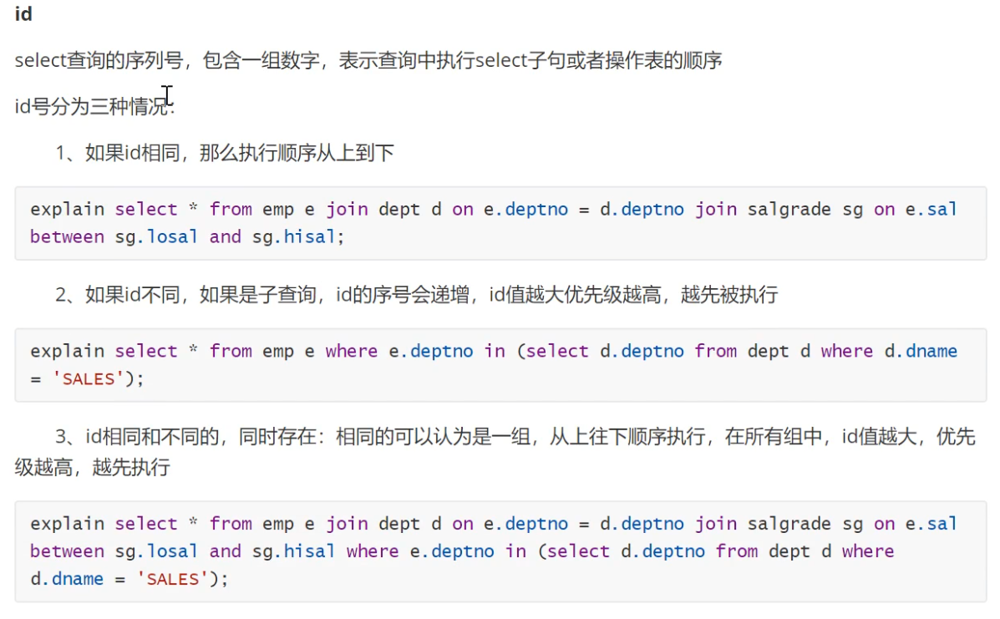 id
select查询的序列号，包含一组数字，表示查询中执行select子句或者操作表的顺序
id号分为三种情况：
1、如果id相同，那么执行顺序从上到下
explain select * from emp e join dept d on e.deptno = d.deptno join salgrade sg on e.sal
between sg.losal and sg.hisal;
2、如果id不同，如果是子查询，id的序号会递增，id值越大优先级越高，越先被执行
explain select * from emp e where e.deptno in (select d.deptno from dept d where d.dname
= 'SALES');
3、id相同和不同的，同时存在：相同的可以认为是一组，从上往下顺序执行，在所有组中，id值越大，优先
级越高，越先执行
explain select * from emp e join dept d on e.deptno = d.deptno join salgrade sg on e.sal
between sg.losal and sg.hisal where e.deptno in (select d.deptno from dept d where
d.dname = 'SALES');